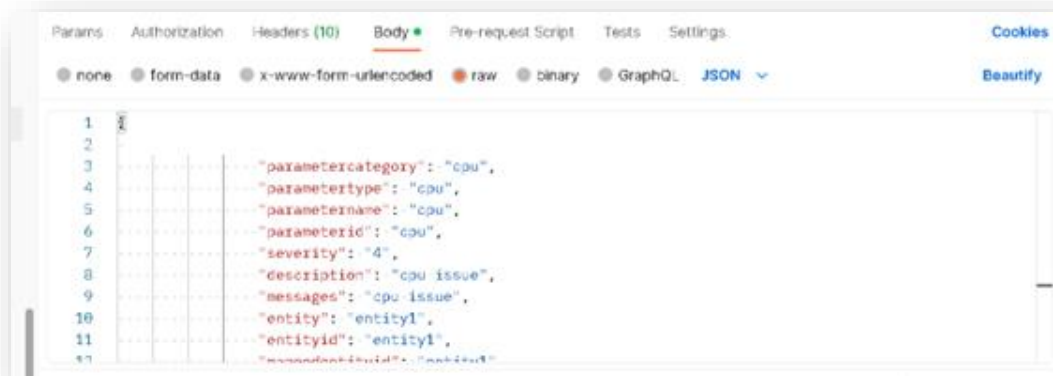 Params Authorization Headers (10) Body Pre-request Script Tests Settings Cookies
none form-data x-www-form-urlencoded raw binary GraphQL JSON Beautify
1 {
2
3 "parametercategory": "cpu",
4 "parametertype": "cpu",
5 "parametername": "cpu",
6 "parameterid": "cpu",
7 "severity": "4",
8 "description": "cpu issue",
9 "messages": "cpu issue",
10 "entity": "entity1",
11 "entityid": "entity1",
12 "entity1"